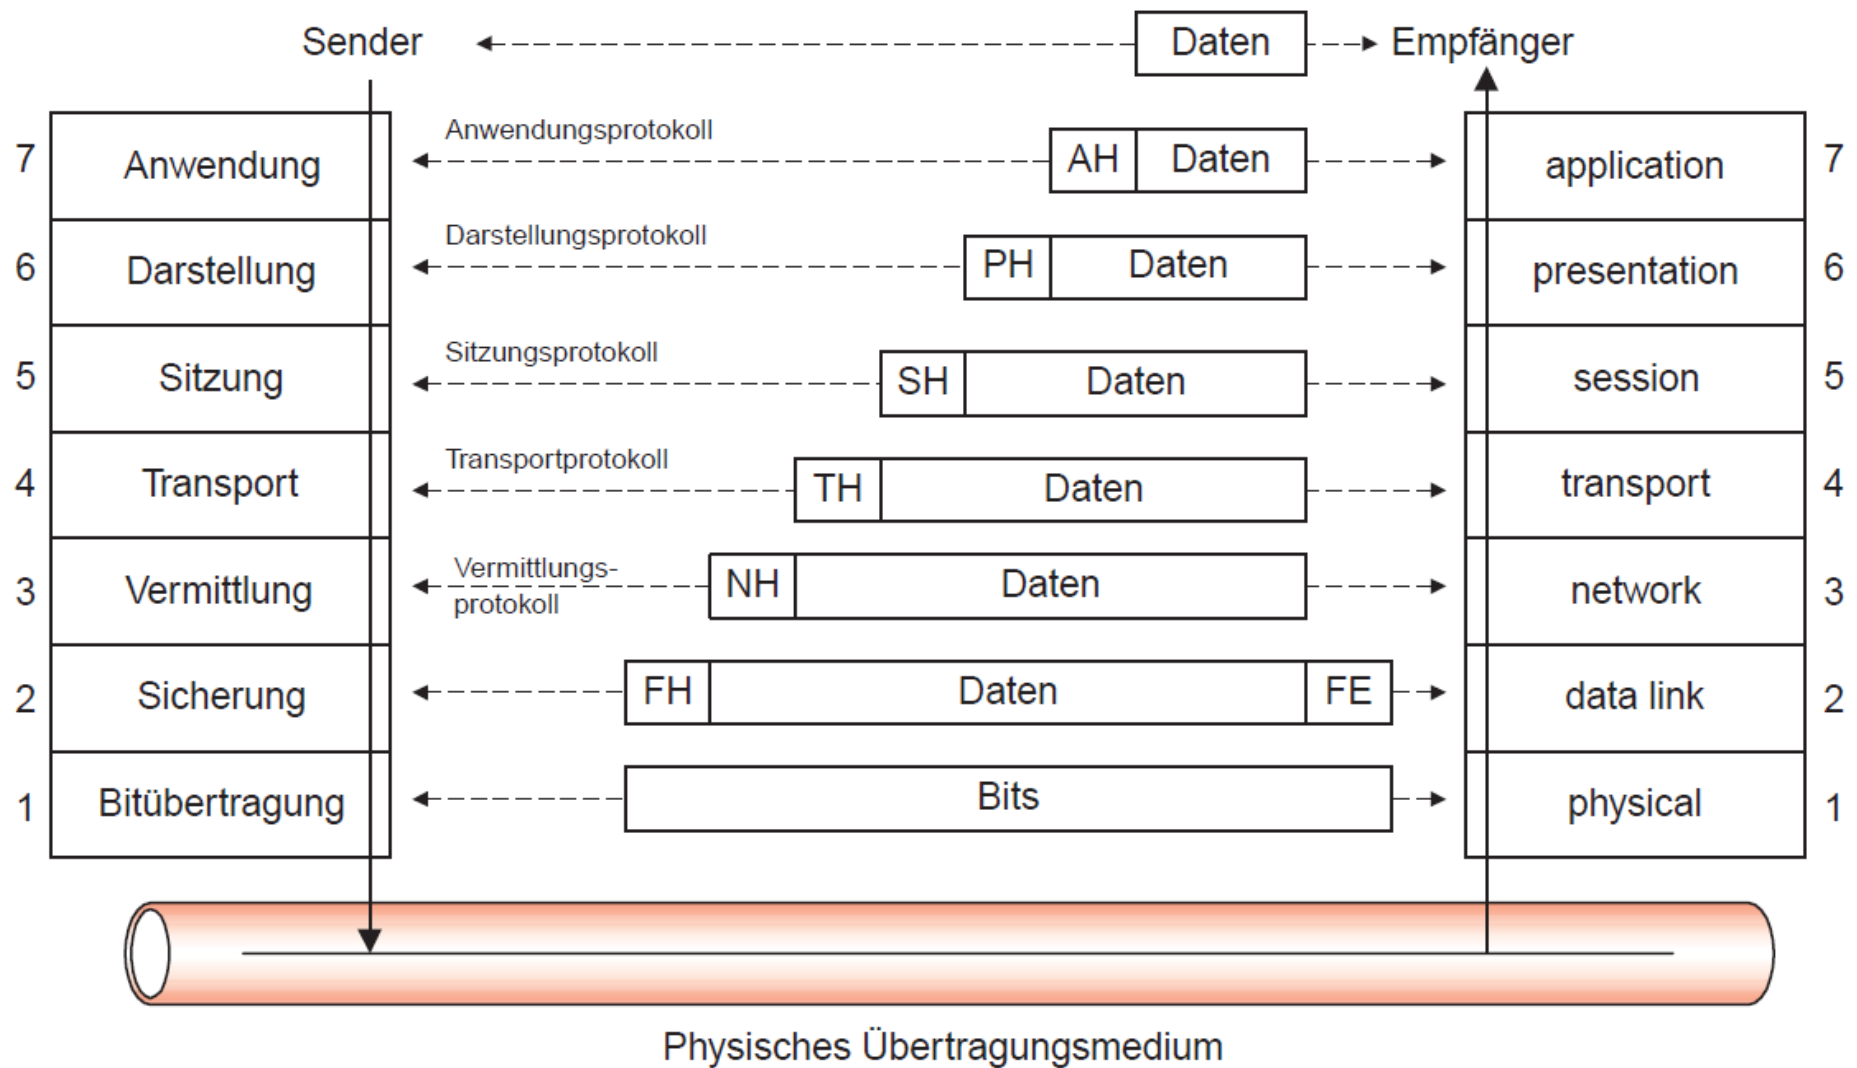 Sender Daten Empfänger
Anwendungsprotokoll
7 Anwendung AH Daten application 7
Darstellungsprotokoll
6 Darstellung PH Daten presentation 6
Sitzungsprotokoll
5 Sitzung SH Daten session 5
Transportprotokoll
4 Transport TH Daten transport 4
Vermittlungs-
protokoll
3 Vermittlung NH Daten network 3
2 Sicherung FH Daten FE data link 2
1 Bitübertragung Bits physical 1
Physisches Übertragungsmedium